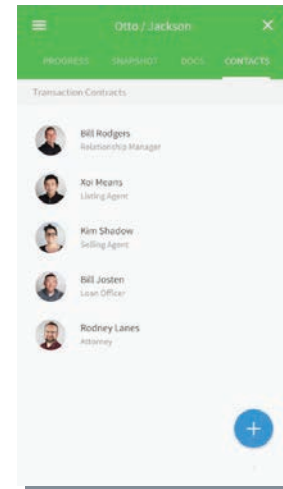 Otto / Jackson
PROGRESS SNAPSHOT DOCS CONTACTS
Transaction Contracts
Bill Rodgers
Relationship Manager
Xoi Means
Listing Agent
Kim Shadow
Selling Agent
Bill Josten
Loan Officer
Rodney Lanes
Attorney